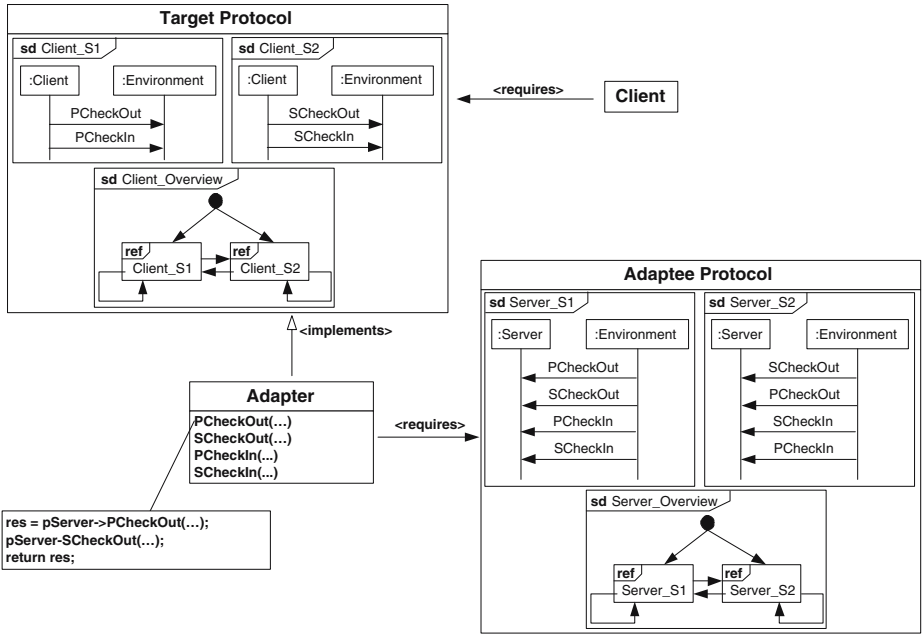 Target Protocol
sd Client_S1
:Client
:Environment
PCheckOut
PCheckIn
sd Client_S2
:Client
:Environment
SCheckOut
SCheckIn
<requires>
Client
sd Client_Overview
ref
Client_S1
ref
Client_S2
<implements>
Adapter
PCheckOut(...)
SCheckOut(...)
PCheckIn(...)
SCheckIn(...)
<requires>
res = pServer->PCheckOut(...);
pServer-SCheckOut(...);
return res;
Adaptee Protocol
sd Server_S1
:Server
:Environment
PCheckOut
SCheckOut
PCheckIn
SCheckIn
sd Server_S2
:Server
:Environment
SCheckOut
PCheckOut
SCheckIn
PCheckIn
sd Server_Overview
ref
Server_S1
ref
Server_S2